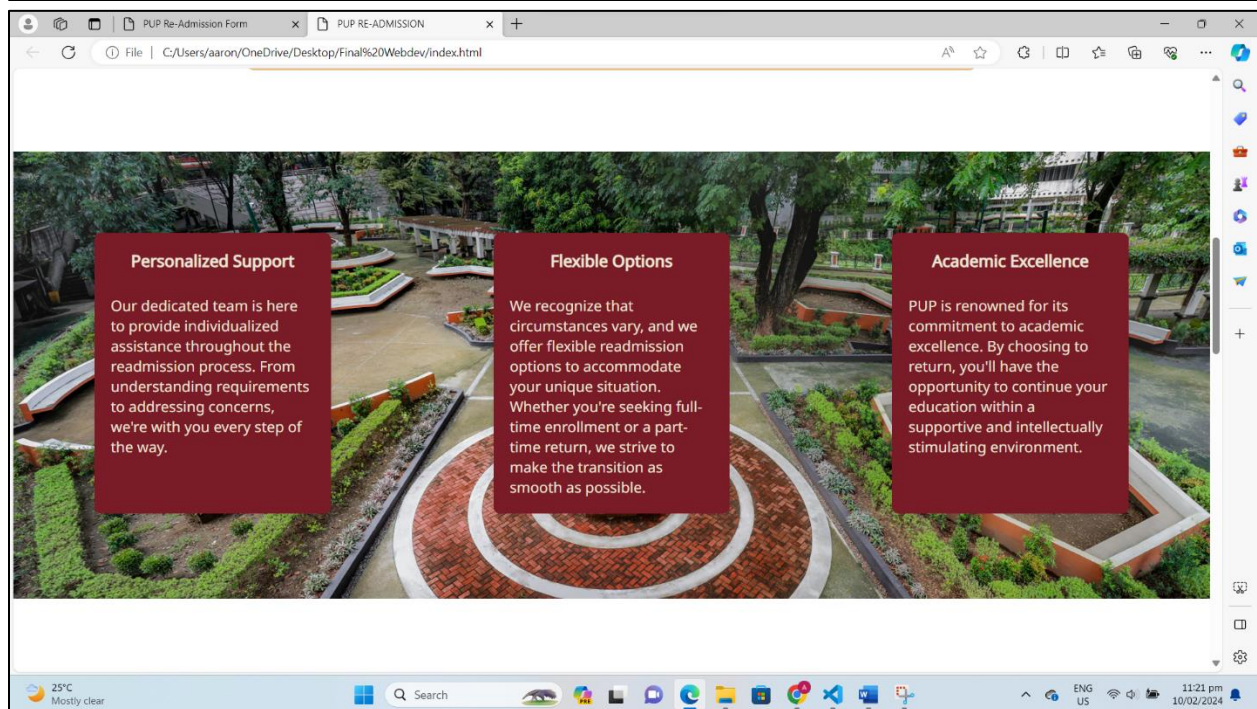 PUP Re-Admission Form
PUP RE-ADMISSION
File | C:/Users/aaron/OneDrive/Desktop/Final%20Webdev/index.html
Personalized Support
Our dedicated team is here
to provide individualized
assistance throughout the
readmission process. From
understanding requirements
to addressing concerns,
we're with you every step of
the way.
Flexible Options
We recognize that
circumstances vary, and we
offer flexible readmission
options to accommodate
your unique situation.
Whether you're seeking full-
time enrollment or a part-
time return, we strive to
make the transition as
smooth as possible.
Academic Excellence
PUP is renowned for its
commitment to academic
excellence. By choosing to
return, you'll have the
opportunity to continue your
education within a
supportive and intellectually
stimulating environment.
25°C
Mostly clear
Search
PRE
ENG
US
11:21 pm
10/02/2024